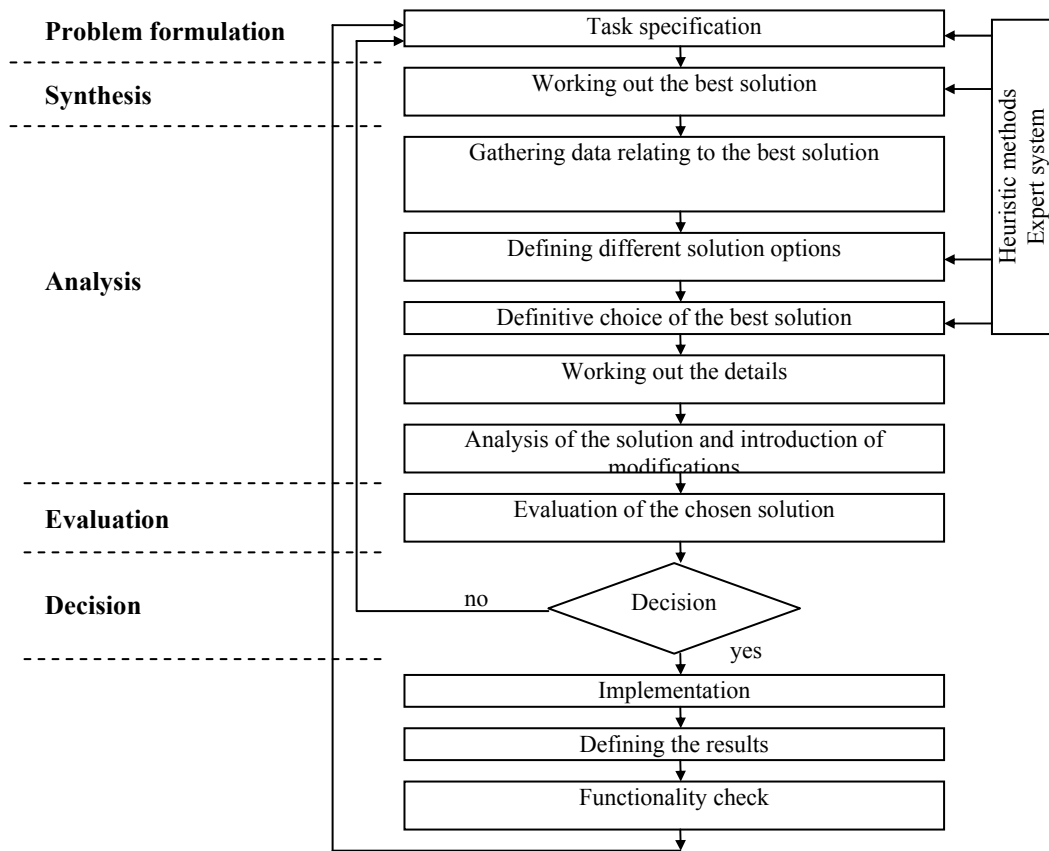 Problem formulation
Task specification
Synthesis
Working out the best solution
Analysis
Gathering data relating to the best solution
Defining different solution options
Definitive choice of the best solution
Working out the details
Analysis of the solution and introduction of
modifications
Evaluation
Evaluation of the chosen solution
Decision
no
Decision
yes
Implementation
Defining the results
Functionality check
Heuristic methods
Expert system